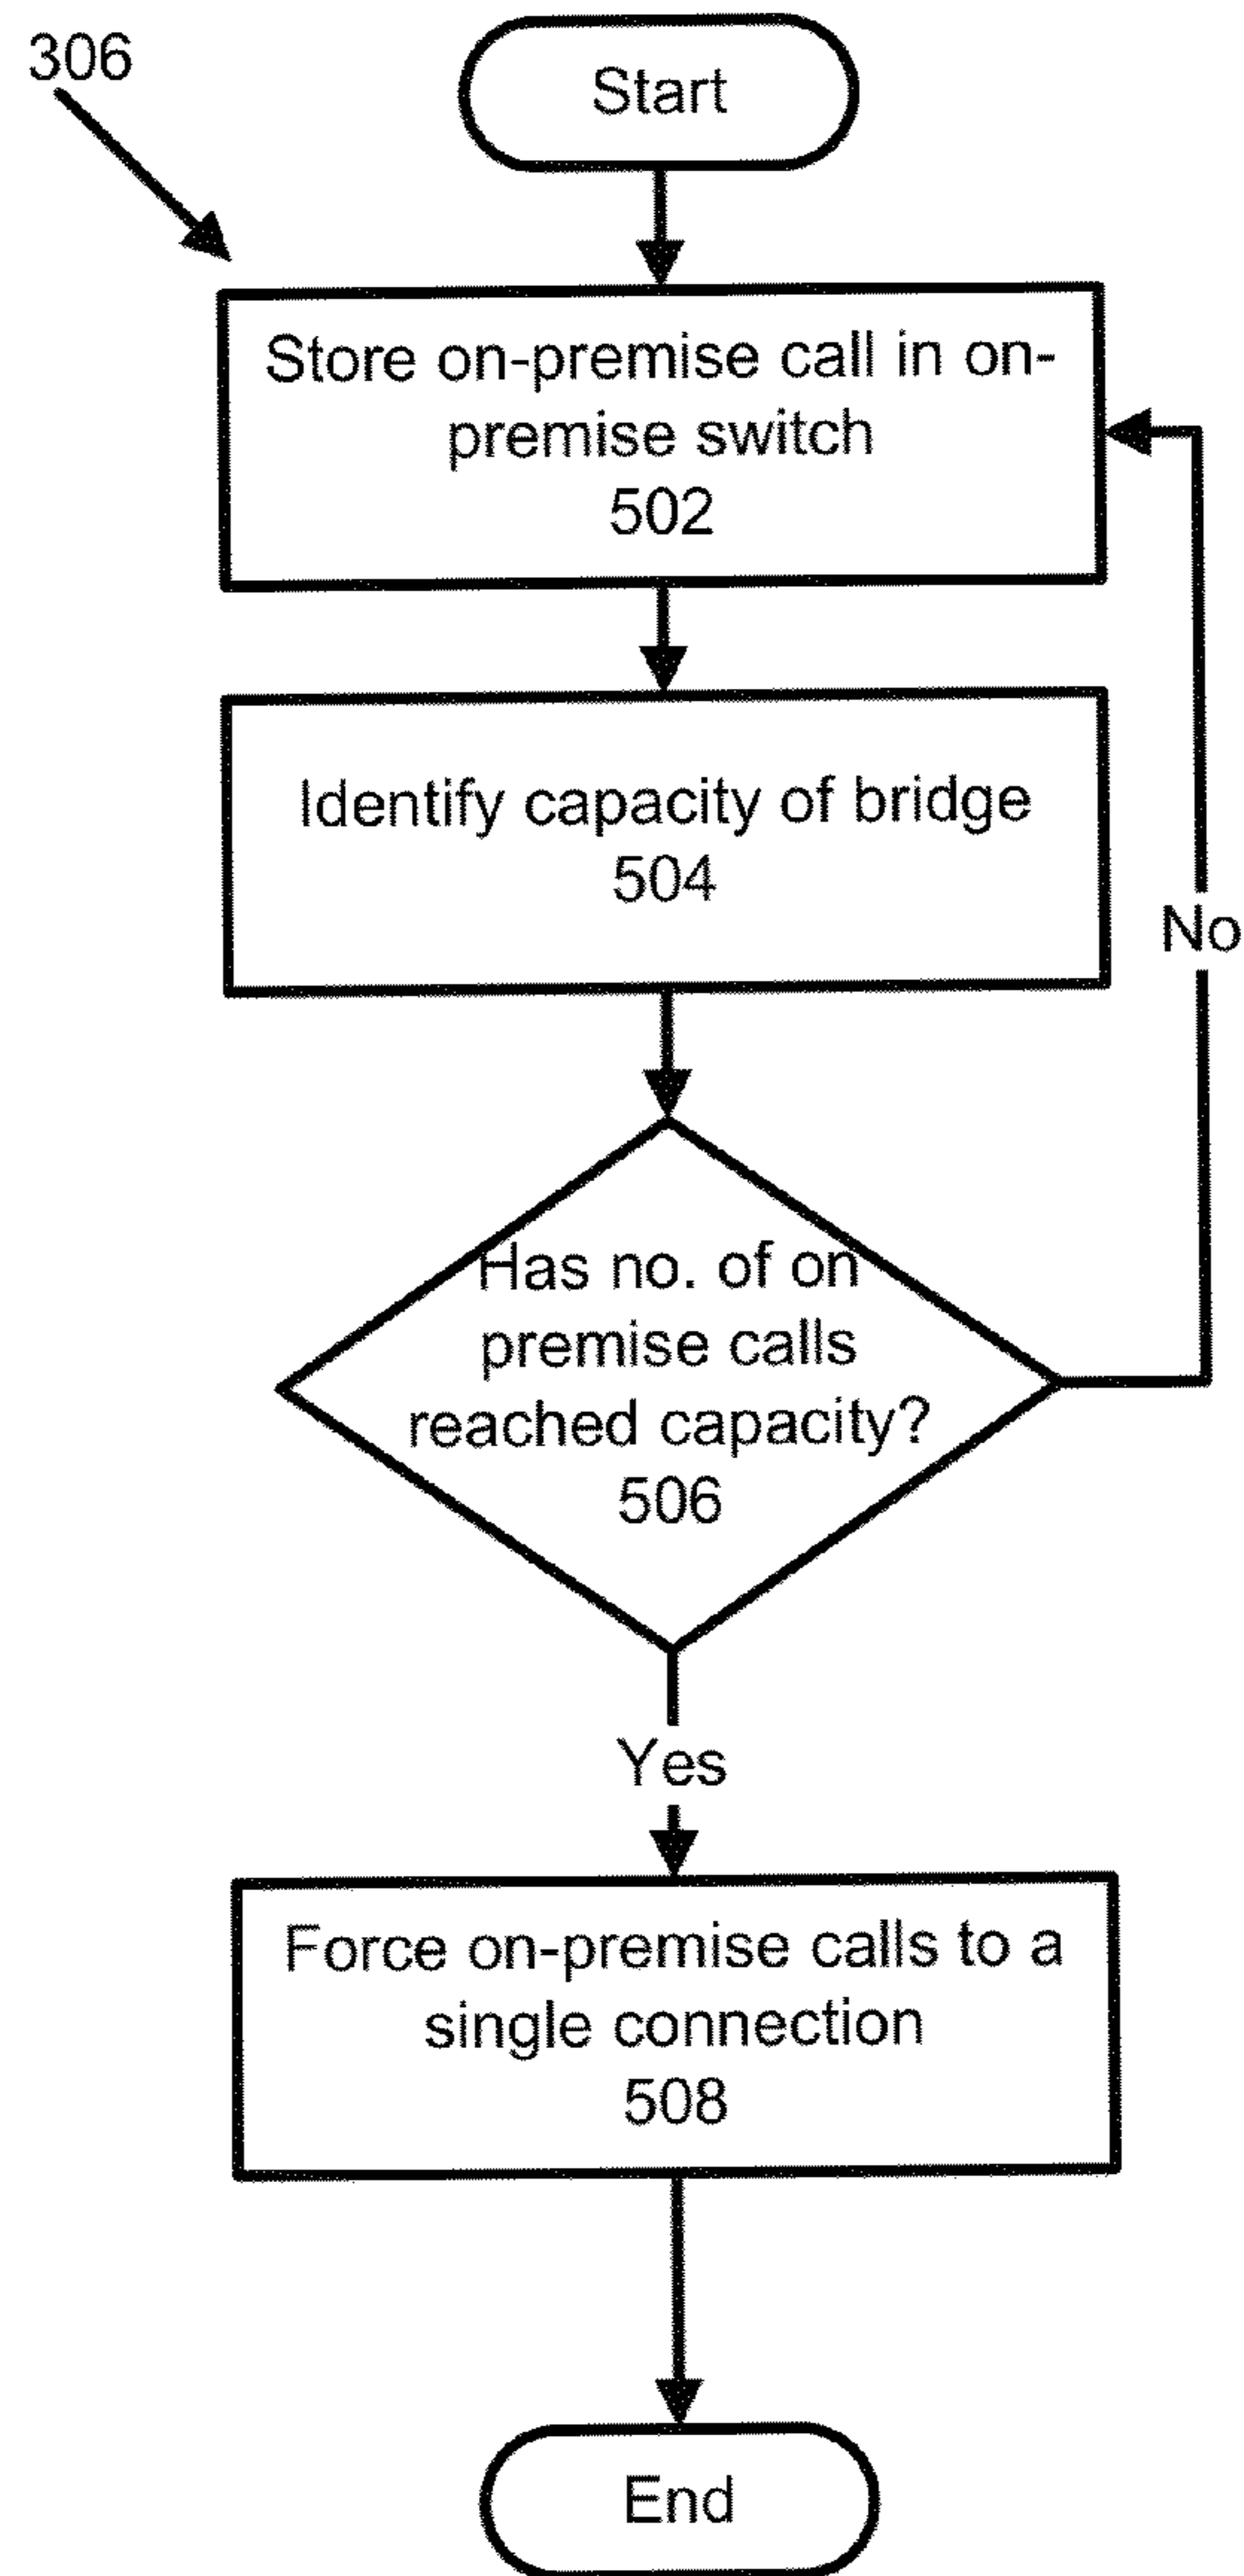 306
Start
Store on-premise call in on-
premise switch
502
Identify capacity of bridge
504
No
Has no. of on
premise calls
reached capacity?
506
Yes
Force on-premise calls to a
single connection
508
End